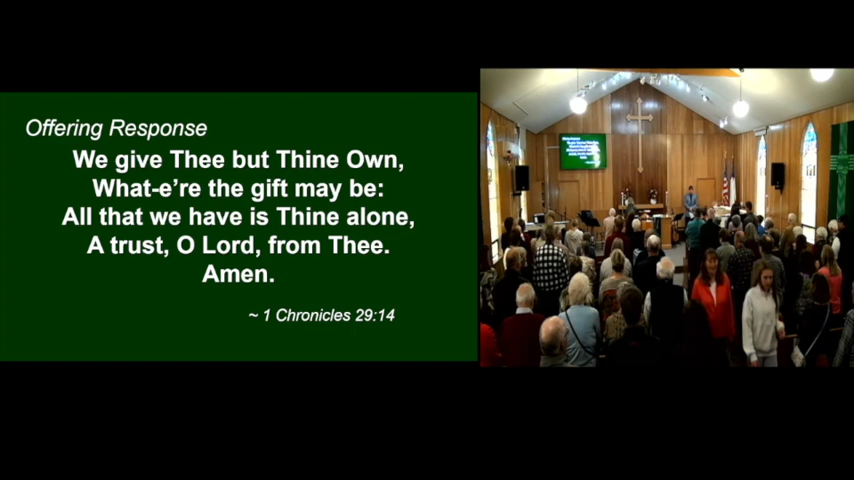 Offering Response
We give Thee but Thine Own,
What-e're the gift may be:
All that we have is Thine alone,
A trust, O Lord, from Thee.
Amen.
~ 1 Chronicles 29:14